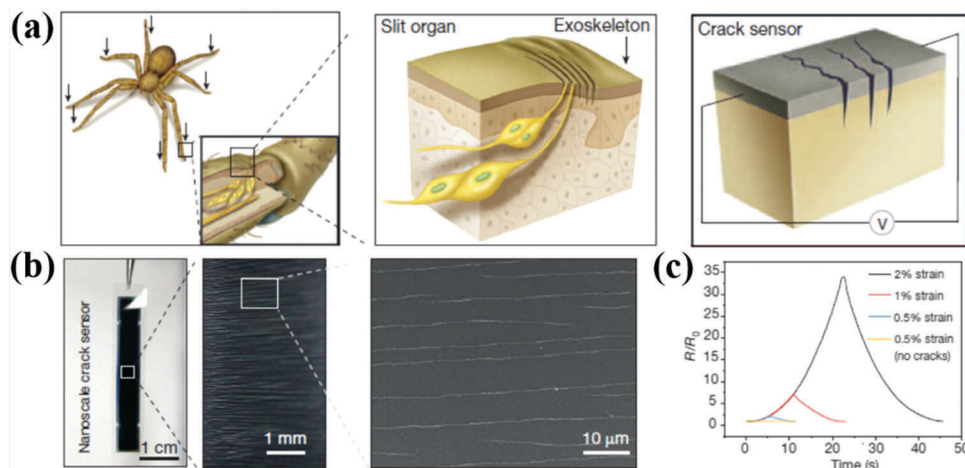 (a)
Slit organ
Exoskeleton
Crack sensor
V
(b)
Nanoscale crack sensor
1 cm
1 mm
10 μm
(c)
R/R0
35
30
25
20
15
10
5
0
2% strain
1% strain
0.5% strain
0.5% strain
(no cracks)
0
10
20
30
40
50
Time (s)